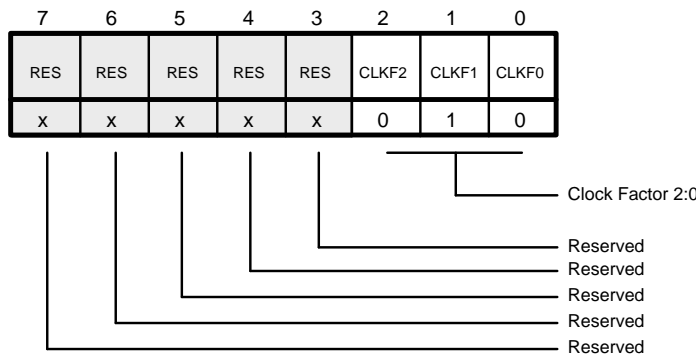 7 6 5 4 3 2 1 0
RES RES RES RES RES CLKF2 CLKF1 CLKF0
x x x x x 0 1 0
Clock Factor 2:0
Reserved
Reserved
Reserved
Reserved
Reserved